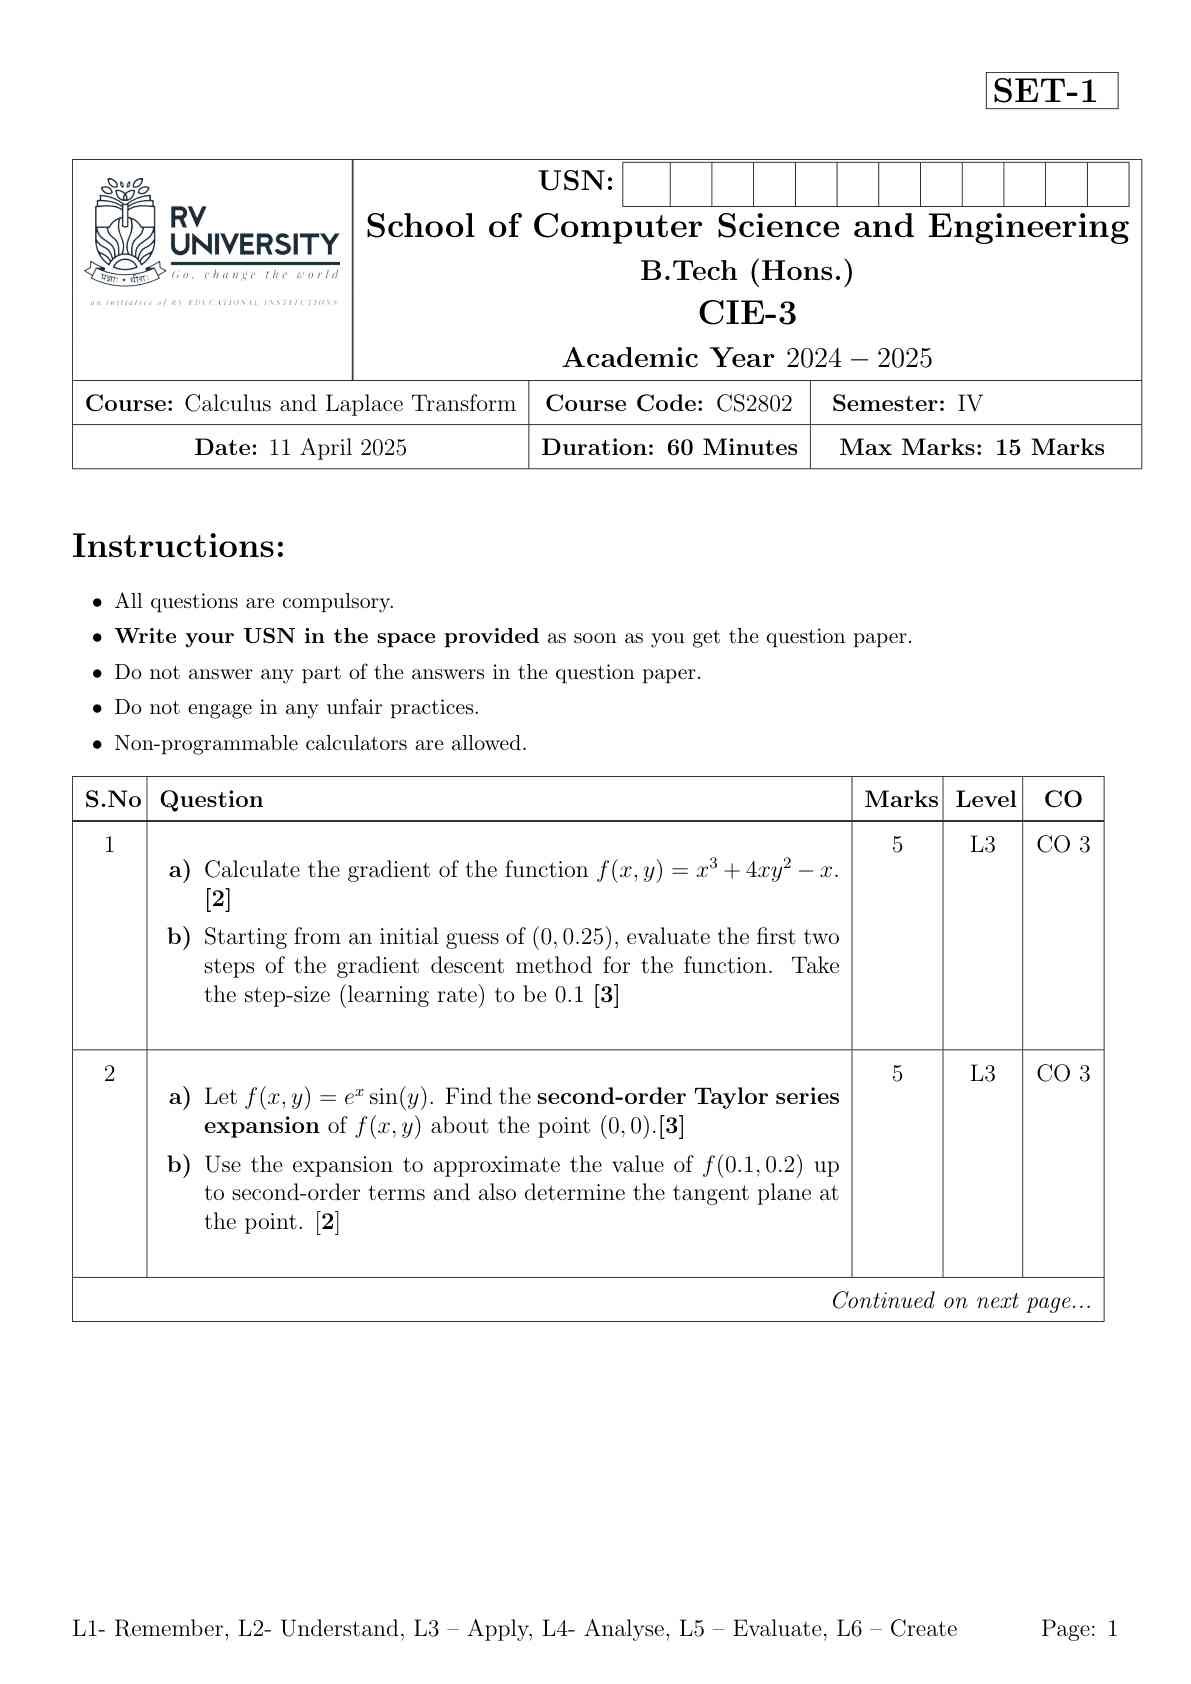 SET-1
RV
UNIVERSITY
Go, change the world
an initiative of RV EDUCATIONAL INSTITUTIONS
USN:
School of Computer Science and Engineering
B.Tech (Hons.)
CIE-3
Academic Year 2024 – 2025
Course: Calculus and Laplace Transform Course Code: CS2802 Semester: IV
Date: 11 April 2025 Duration: 60 Minutes Max Marks: 15 Marks
Instructions:
• All questions are compulsory.
• Write your USN in the space provided as soon as you get the question paper.
• Do not answer any part of the answers in the question paper.
• Do not engage in any unfair practices.
• Non-programmable calculators are allowed.
S.No Question Marks Level CO
1 5 L3 CO 3
a) Calculate the gradient of the function f(x, y) = x³ + 4xy² − x.
[2]
b) Starting from an initial guess of (0, 0.25), evaluate the first two
steps of the gradient descent method for the function. Take
the step-size (learning rate) to be 0.1 [3]
2 5 L3 CO 3
a) Let f(x, y) = eˣ sin(y). Find the second-order Taylor series
expansion of f(x, y) about the point (0, 0).[3]
b) Use the expansion to approximate the value of f(0.1, 0.2) up
to second-order terms and also determine the tangent plane at
the point. [2]
Continued on next page...
L1- Remember, L2- Understand, L3 – Apply, L4- Analyse, L5 – Evaluate, L6 – Create Page: 1